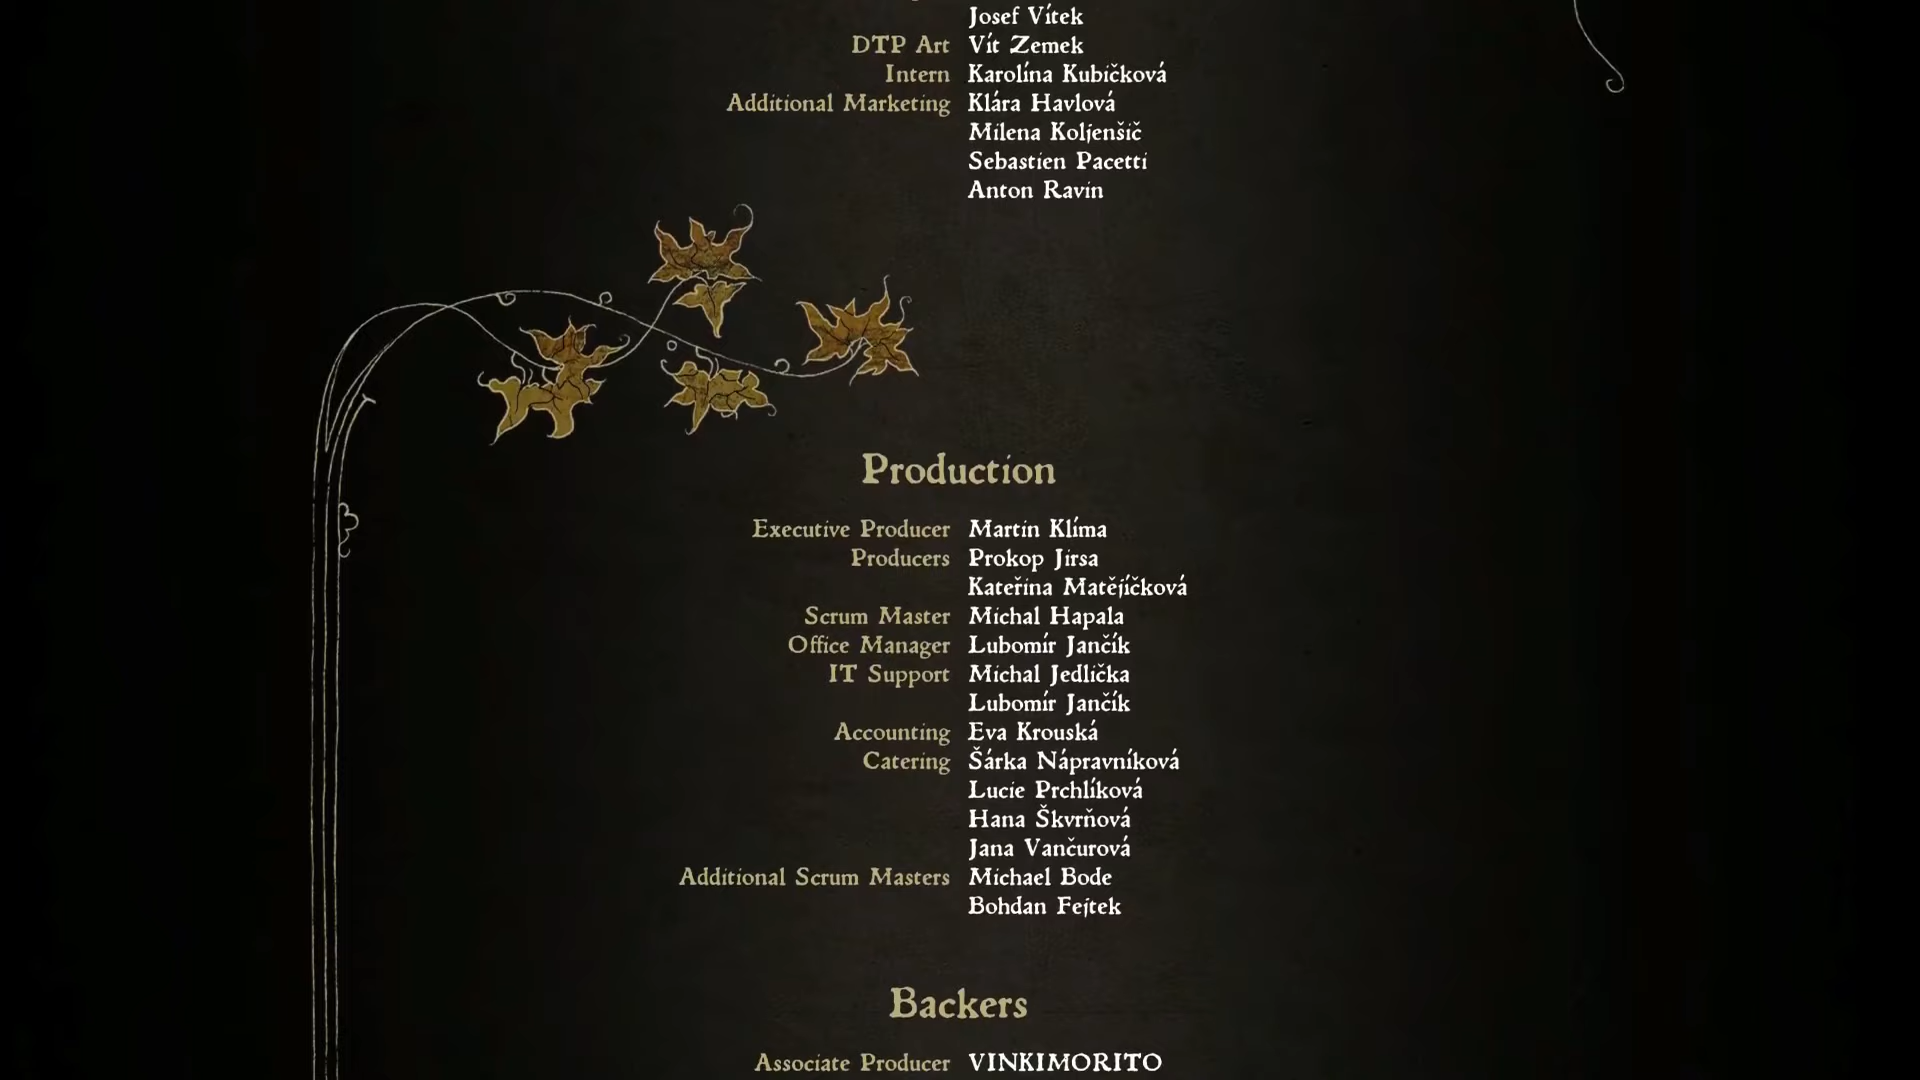 Josef Vítek
DTP Art Vít Zemek
Intern Karolína Kubíčková
Additional Marketing Klára Havlová
Milena Koljenšič
Sebastien Pacetti
Anton Ravin
Production
Executive Producer Martin Klíma
Producers Prokop Jirsa
Kateřina Matějíčková
Scrum Master Michal Hapala
Office Manager Lubomír Jančík
IT Support Michal Jedlička
Lubomír Jančík
Accounting Eva Krouská
Catering Šárka Nápravníková
Lucie Prchlíková
Hana Škvrňová
Jana Vančurová
Additional Scrum Masters Michael Bode
Bohdan Fejtek
Backers
Associate Producer VINKIMORITO